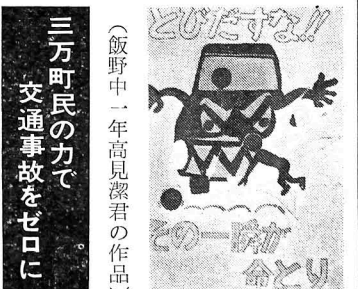 とびだすな!!
その一瞬が
命とり
(飯野中一年高見潔君の作品)
三万町民の力で
交通事故をゼロに